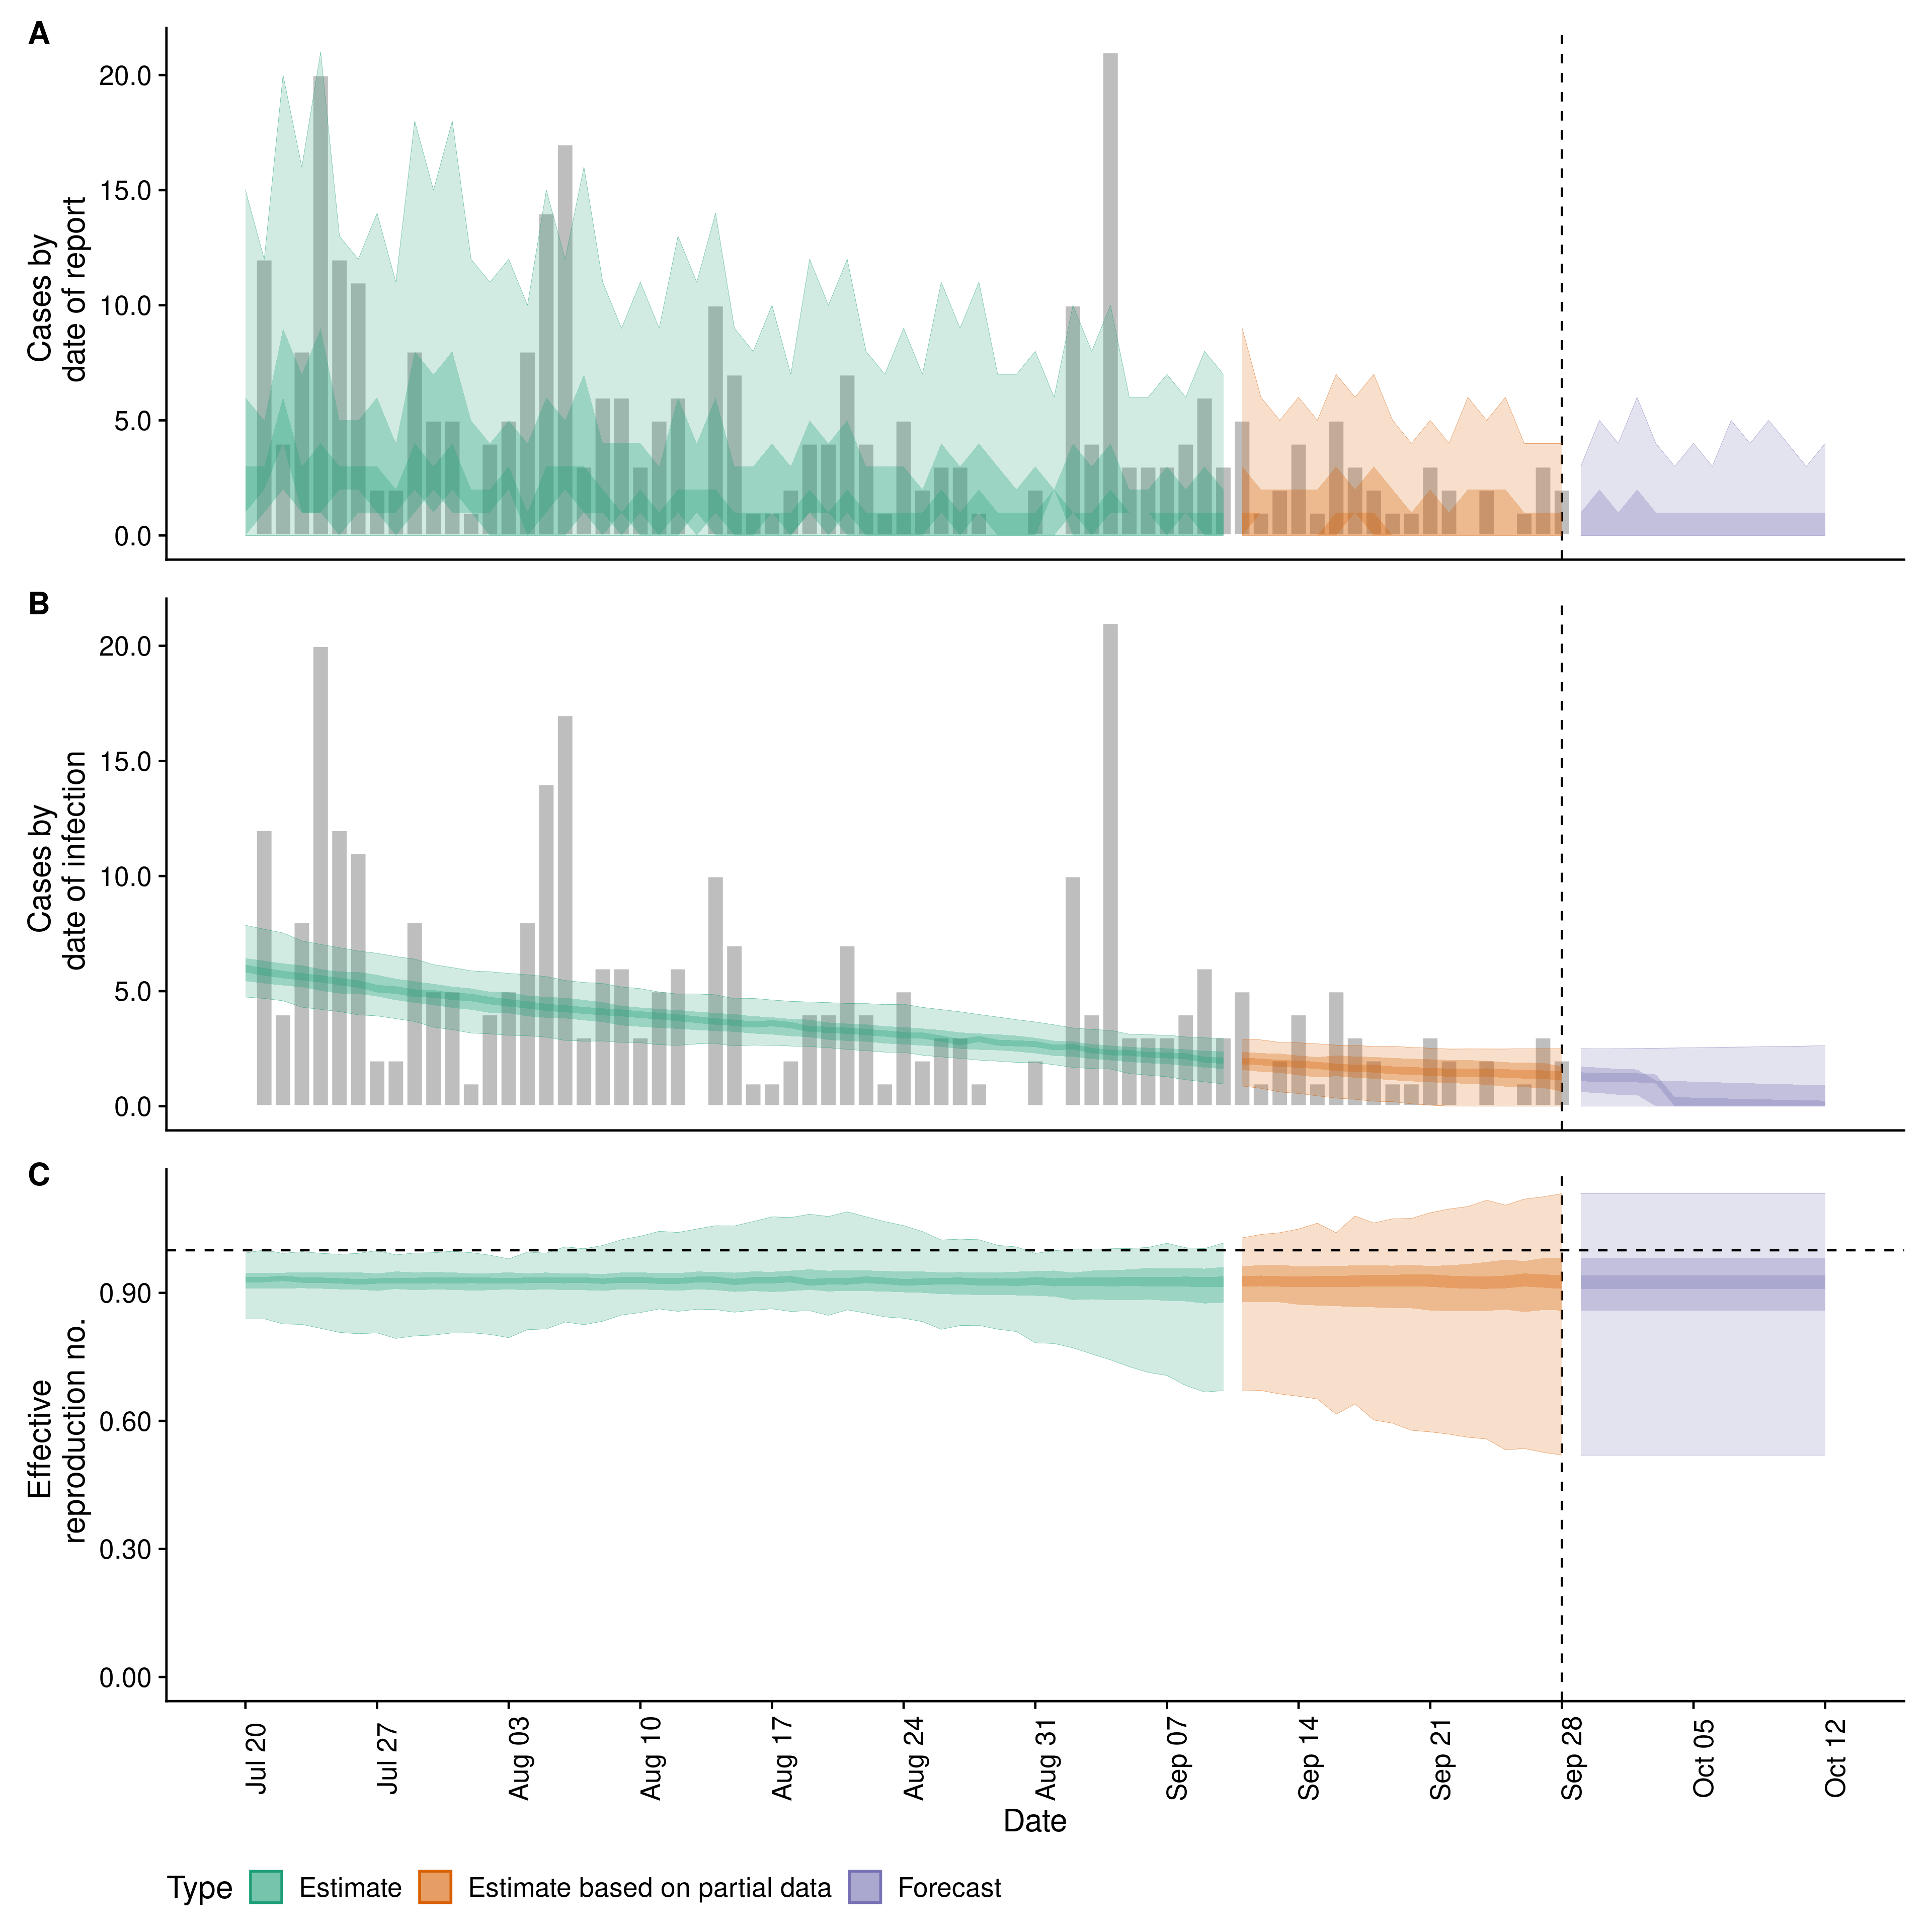 A
20.0
15.0
10.0
5.0
0.0
Cases by
date of report
B
20.0
15.0
10.0
5.0
0.0
Cases by
date of infection
C
0.90
0.60
0.30
0.00
Effective
reproduction no.
Jul 20
Jul 27
Aug 03
Aug 10
Aug 17
Aug 24
Aug 31
Sep 07
Sep 14
Sep 21
Sep 28
Oct 05
Oct 12
Date
Type Estimate Estimate based on partial data Forecast